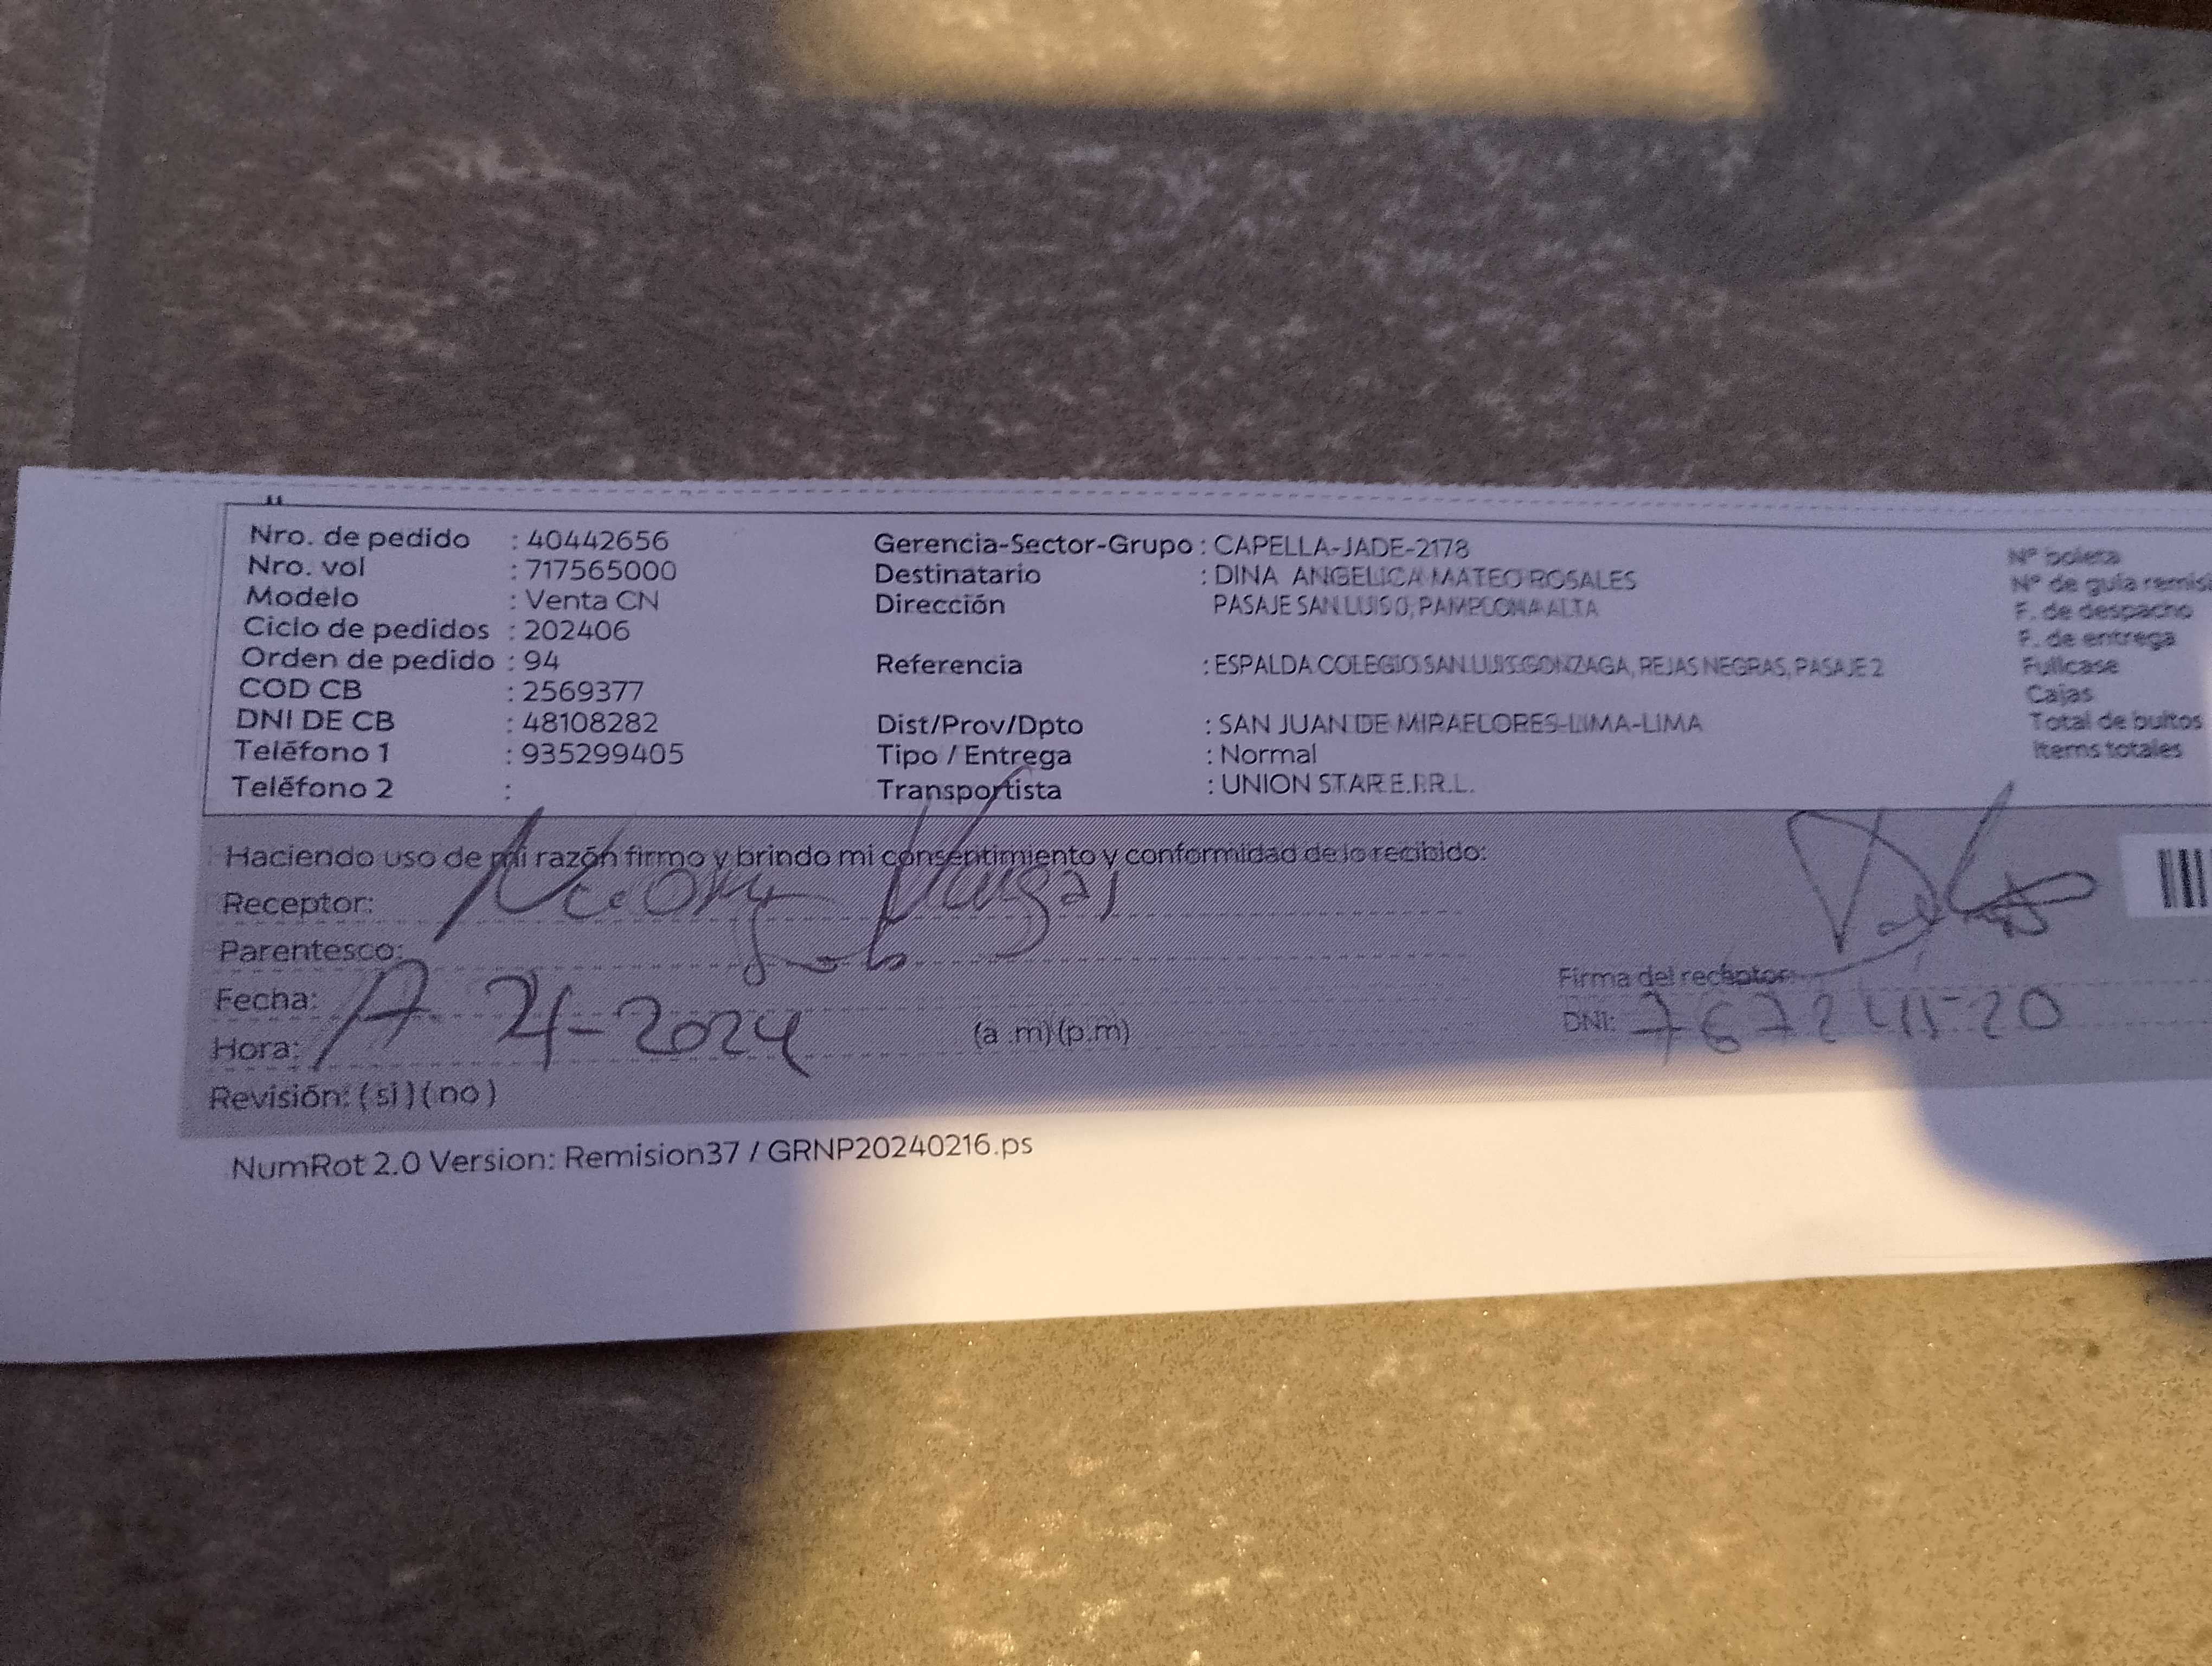 Nro. de pedido : 40442656
Nro. vol : 717565000
Modelo : Venta CN
Ciclo de pedidos : 202406
Orden de pedido : 94
COD CB : 2569377
DNI DE CB : 48108282
Teléfono 1 : 935299405
Teléfono 2 :
Gerencia-Sector-Grupo : CAPELLA-JADE-2178
Destinatario : DINA ANGELICA MATEO ROSALES
Dirección PASAJE SAN LUIS 0, PAMPLONA ALTA
Referencia : ESPALDA COLEGIO SAN LUIS GONZAGA, REJAS NEGRAS, PASAJE 2
Dist/Prov/Dpto : SAN JUAN DE MIRAFLORES-LIMA-LIMA
Tipo / Entrega : Normal
Transportista : UNION STAR E.I.R.L.
Nº boleta
Nº de guía remisi
F. de despacho
F. de entrega
Fullcase
Cajas
Total de bultos
Items totales
Haciendo uso de mi razón firmo y brindo mi consentimiento y conformidad de lo recibido:
Receptor: Vargas
Parentesco:
Fecha:
Hora: 2024 (a .m)(p.m)
Revisión: (si)(no)
Firma del receptor:
DNI:
NumRot 2.0 Version: Remision37 / GRNP20240216.ps